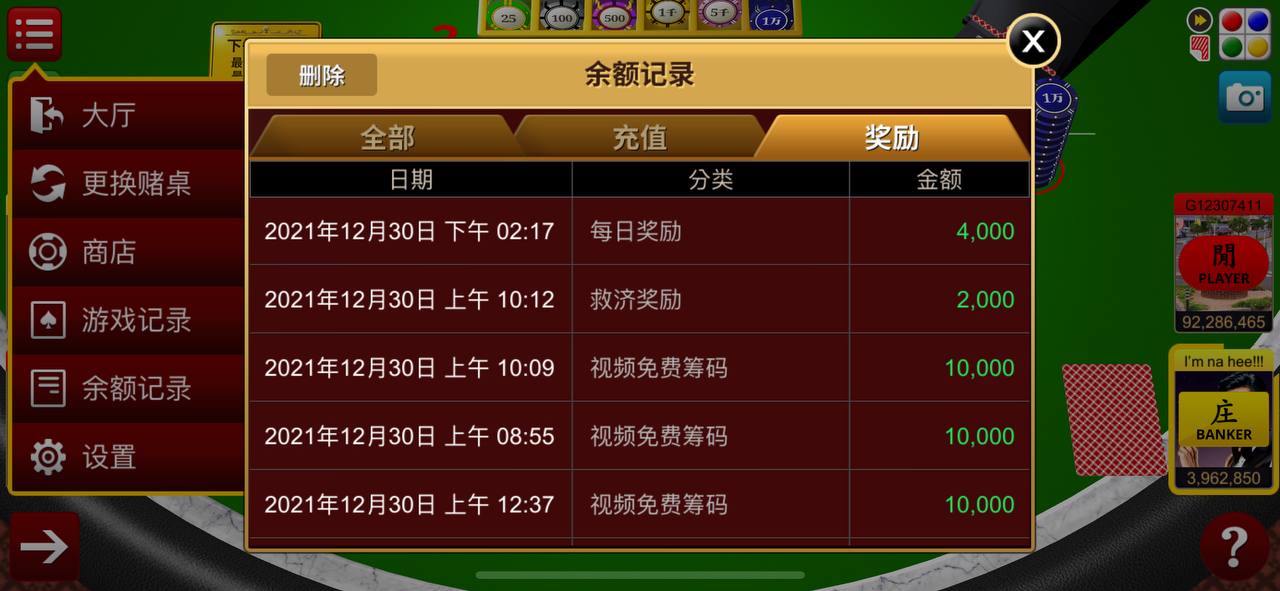 25 100 500 1千 5千 1万
删除
余额记录
X
全部 充值 奖励
日期 分类 金额
2021年12月30日 下午 02:17 每日奖励 4,000
2021年12月30日 上午 10:12 救济奖励 2,000
2021年12月30日 上午 10:09 视频免费筹码 10,000
2021年12月30日 上午 08:55 视频免费筹码 10,000
2021年12月30日 上午 12:37 视频免费筹码 10,000
大厅
更换赌桌
商店
游戏记录
余额记录
设置
下
最
1万
G12307411
閒
PLAYER
92,286,465
I'm na hee!!!
庄
BANKER
3,962,850
?